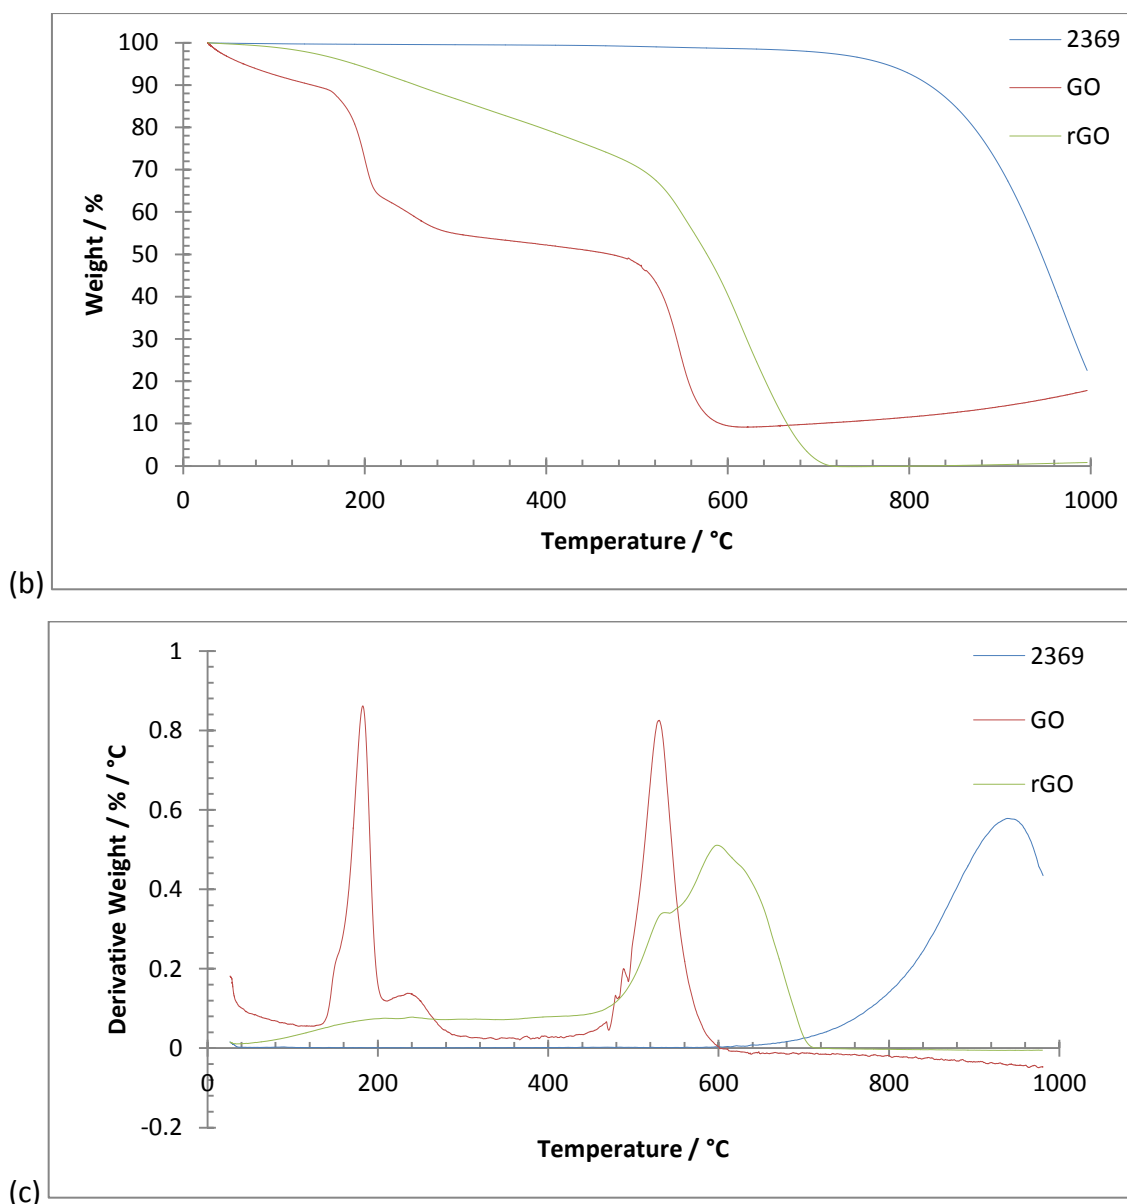 100
90
80
70
60
50
40
30
20
10
0
Weight / %
0 200 400 600 800 1000
Temperature / °C
2369
GO
rGO
(b)
1
0.8
0.6
0.4
0.2
0
-0.2
Derivative Weight / % / °C
0 200 400 600 800 1000
Temperature / °C
2369
GO
rGO
(c)